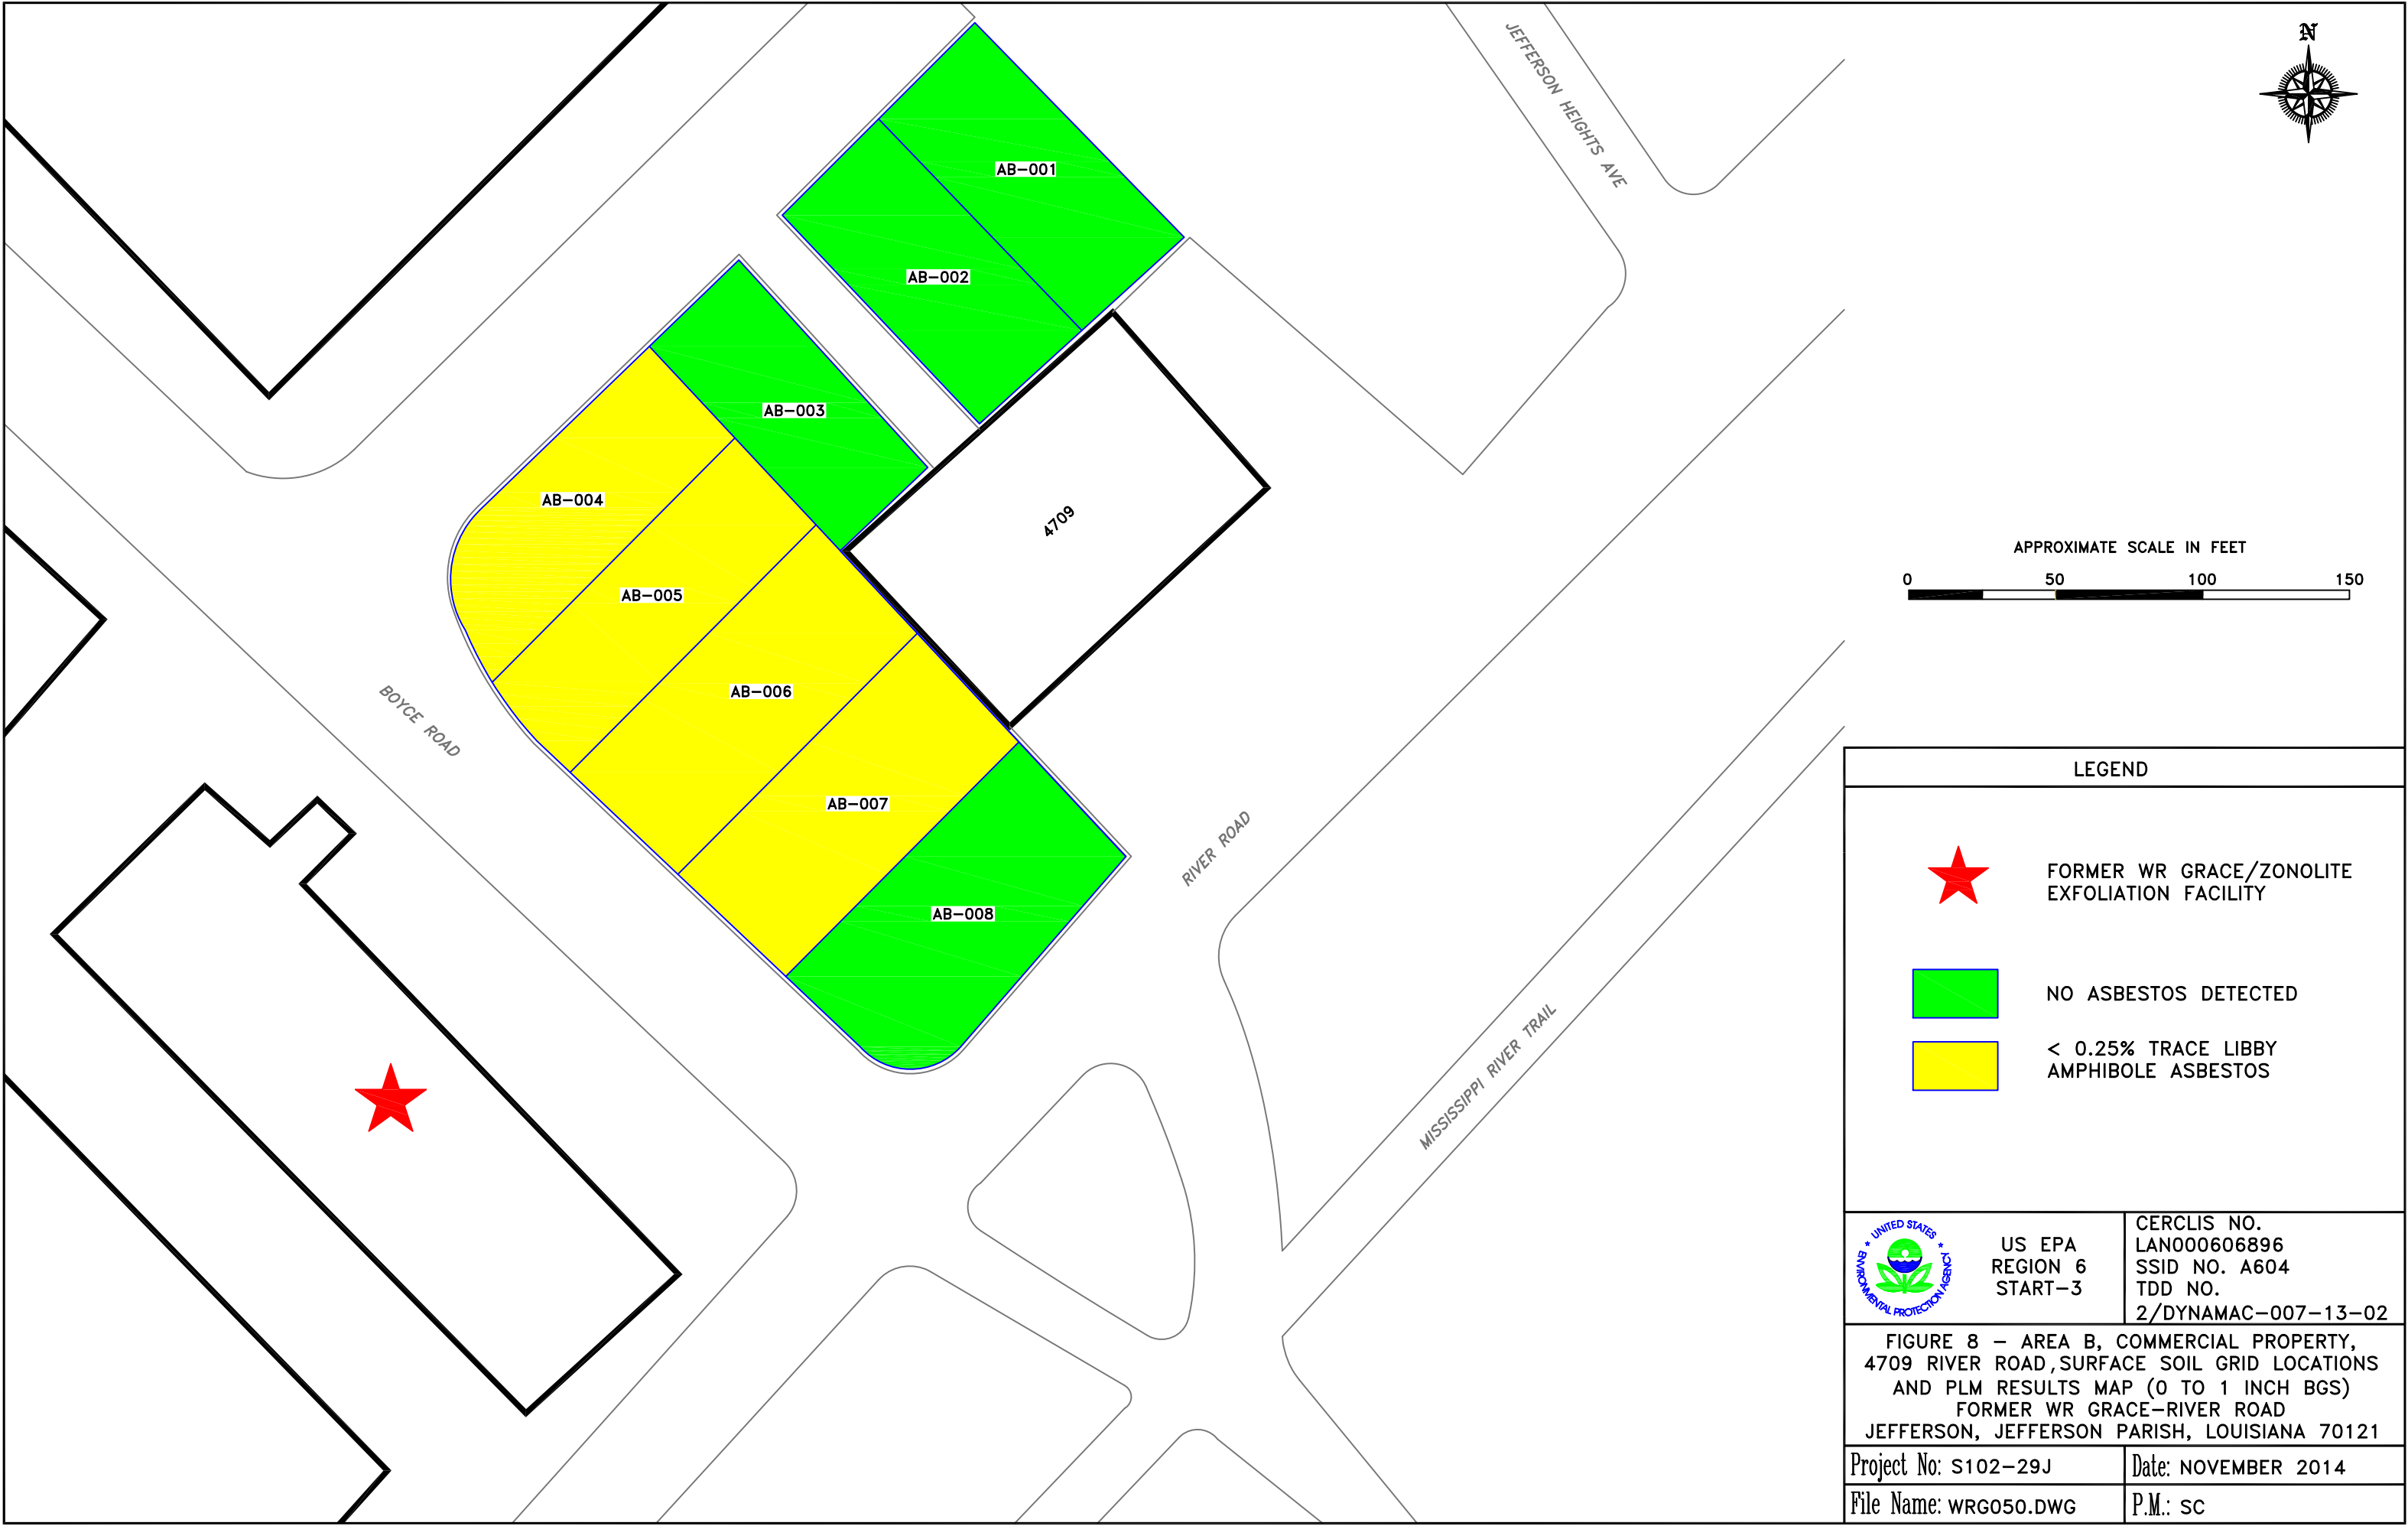 N
JEFFERSON HEIGHTS AVE
AB-001
AB-002
AB-003
AB-004
4709
APPROXIMATE SCALE IN FEET
0 50 100 150
AB-005
AB-006
BOYCE ROAD
AB-007
RIVER ROAD
AB-008
MISSISSIPPI RIVER TRAIL
LEGEND
FORMER WR GRACE/ZONOLITE
EXFOLIATION FACILITY
NO ASBESTOS DETECTED
< 0.25% TRACE LIBBY
AMPHIBOLE ASBESTOS
★ UNITED STATES ★
ENVIRONMENTAL PROTECTION AGENCY
US EPA
REGION 6
START-3
CERCLIS NO.
LAN000606896
SSID NO. A604
TDD NO.
2/DYNAMAC-007-13-02
FIGURE 8 - AREA B, COMMERCIAL PROPERTY,
4709 RIVER ROAD,SURFACE SOIL GRID LOCATIONS
AND PLM RESULTS MAP (0 TO 1 INCH BGS)
FORMER WR GRACE-RIVER ROAD
JEFFERSON, JEFFERSON PARISH, LOUISIANA 70121
Project No: S102-29J
Date: NOVEMBER 2014
File Name: WRG050.DWG
P.M.: SC